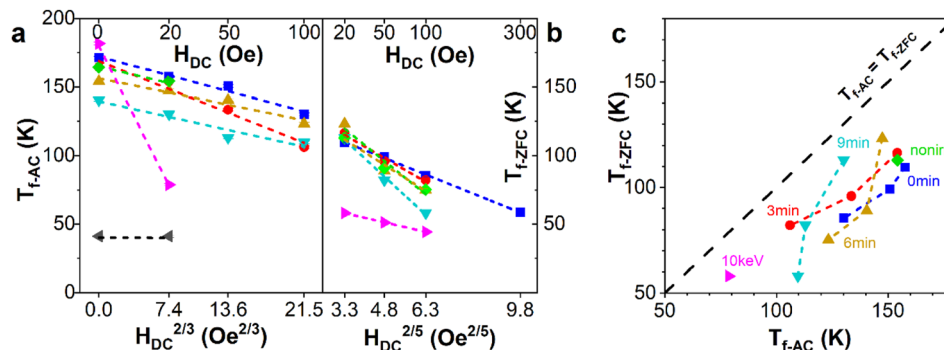 a
0 20 50 100
H_DC (Oe)
20 50 100 300
H_DC (Oe)
b
c
200
150
100
50
0
T_f-AC (K)
0.0 7.4 13.6 21.5
H_DC^2/3 (Oe^2/3)
3.3 4.8 6.3 9.8
H_DC^2/5 (Oe^2/5)
150
100
50
T_f-ZFC (K)
200
150
100
50
T_f-ZFC (K)
T_f-AC = T_f-ZFC
9min
nonin
0min
3min
6min
10keV
50 100 150
T_f-AC (K)